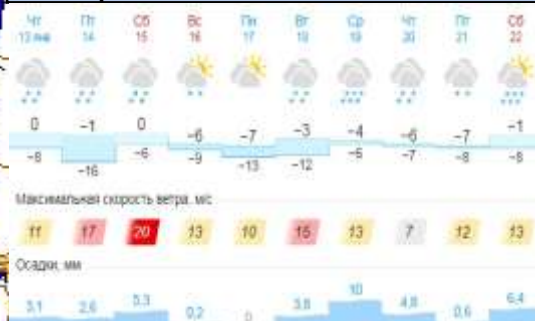 Чт Пт Сб Вс Пн Вт Ср Чт Пт Сб
13 янв 14 15 16 17 18 19 20 21 22
0 -1 0 -6 -7 -3 -4 -6 -7 -1
-8 -16 -6 -9 -13 -12 -7 -8 -8
Максимальная скорость ветра, м/с
11 17 20 13 10 15 13 7 12 13
Осадки, мм
3,1 2,6 5,3 0,2 0 3,8 10 4,8 0,6 6,4